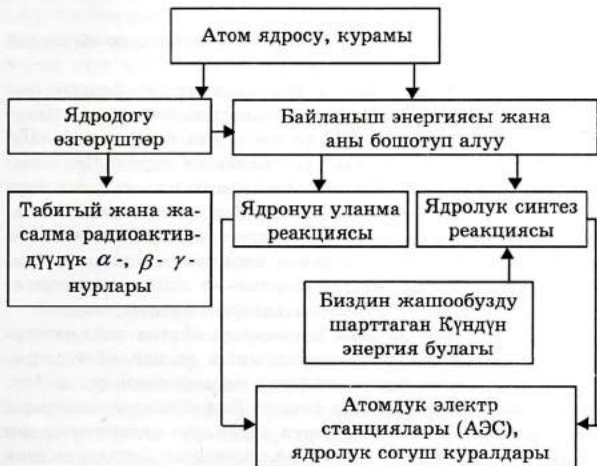 Атом ядросу, курамы
Ядродогу
өзгөрүштөр
Байланыш энергиясы жана
аны бошотуп алуу
Табигый жана жа-
салма радиоактив-
дүүлүк α-, β- γ-
нурлары
Ядронун уланма
реакциясы
Ядролук синтез
реакциясы
Биздин жашообузду
шарттаган Күндүн
энергия булагы
Атомдук электр
станциялары (АЭС),
ядролук согуш куралдары